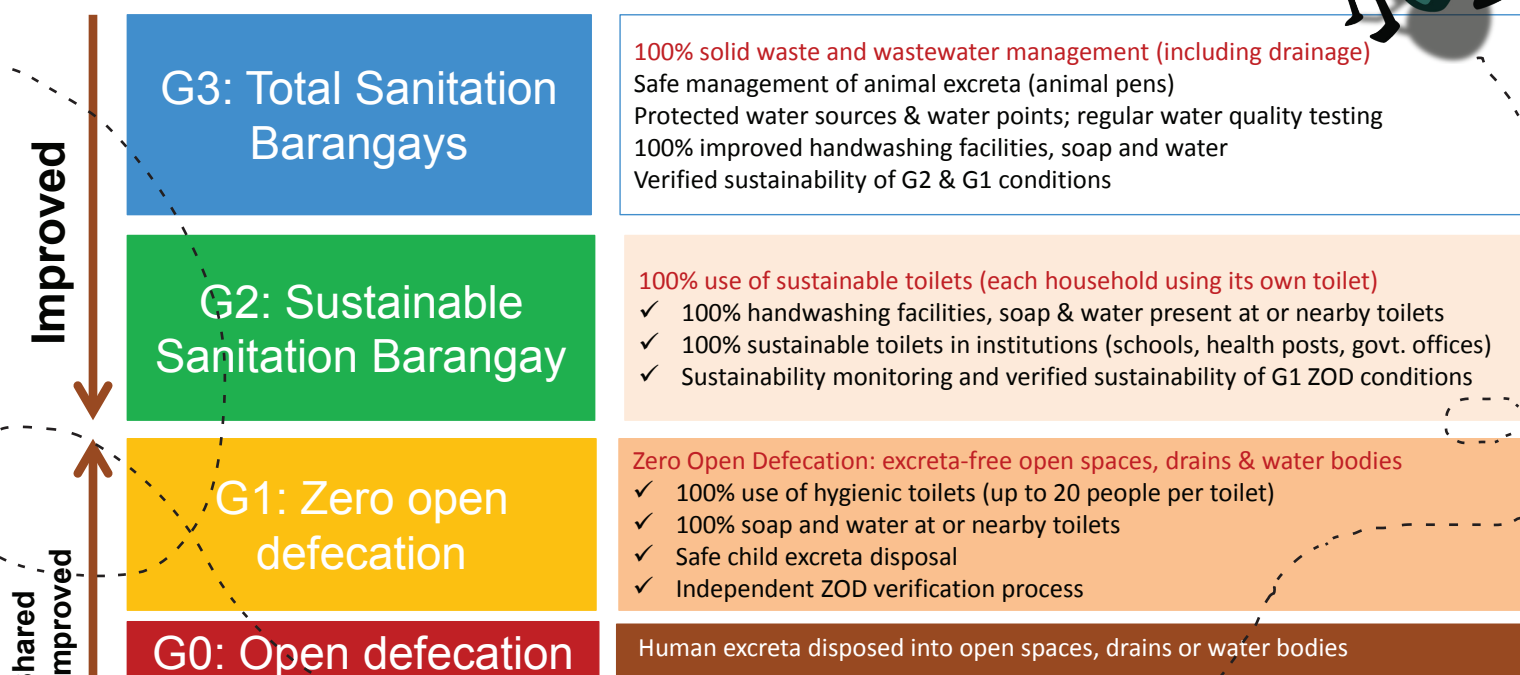 Improved
G3: Total Sanitation
Barangays
100% solid waste and wastewater management (including drainage)
Safe management of animal excreta (animal pens)
Protected water sources & water points; regular water quality testing
100% improved handwashing facilities, soap and water
Verified sustainability of G2 & G1 conditions
G2: Sustainable
Sanitation Barangay
100% use of sustainable toilets (each household using its own toilet)
✓ 100% handwashing facilities, soap & water present at or nearby toilets
✓ 100% sustainable toilets in institutions (schools, health posts, govt. offices)
✓ Sustainability monitoring and verified sustainability of G1 ZOD conditions
G1: Zero open
defecation
Zero Open Defecation: excreta-free open spaces, drains & water bodies
✓ 100% use of hygienic toilets (up to 20 people per toilet)
✓ 100% soap and water at or nearby toilets
✓ Safe child excreta disposal
✓ Independent ZOD verification process
G0: Open defecation
Human excreta disposed into open spaces, drains or water bodies